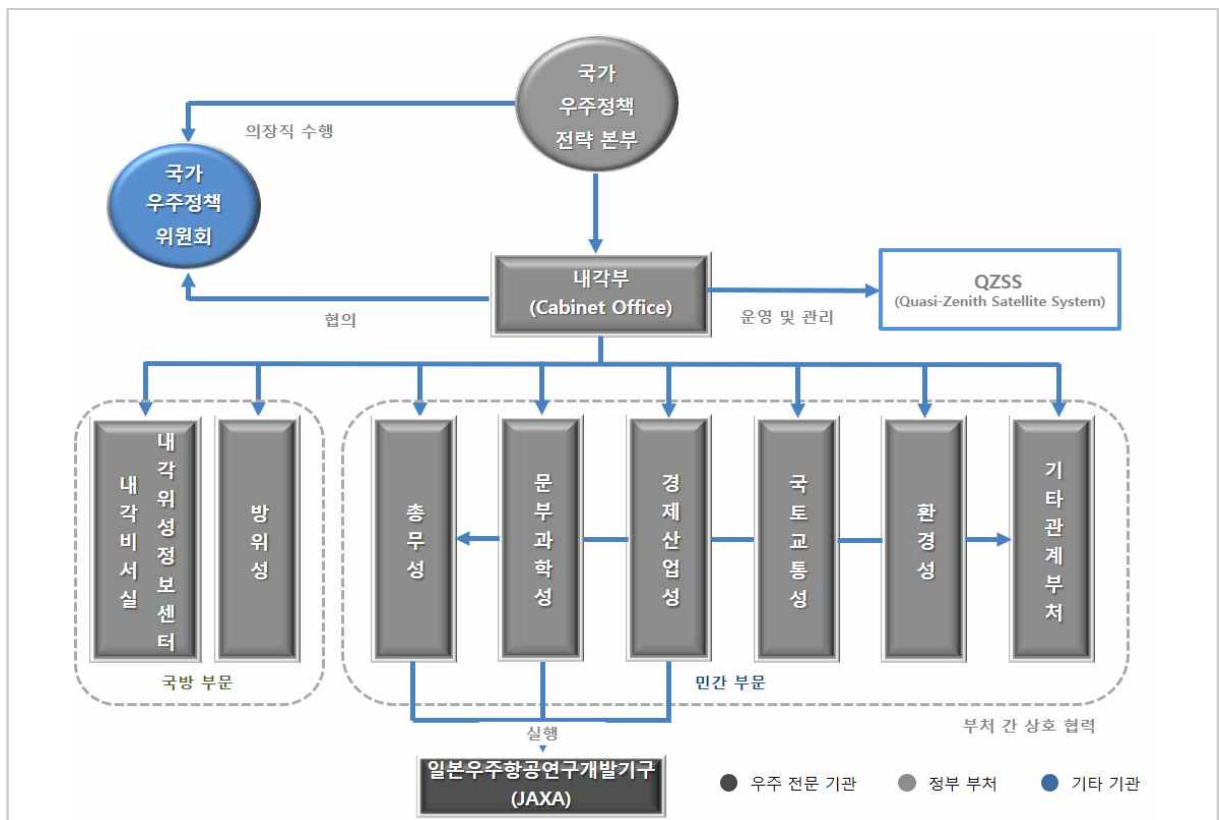 국가
우주정책
전략 본부
의장직 수행
국가
우주정책
위원회
내각부
(Cabinet Office)
협의
운영 및 관리
QZSS
(Quasi-Zenith Satellite System)
내각비서실
내각위성정보센터
방위성
총무성
문부과학성
경제산업성
국토교통성
환경성
기타관계부처
국방 부문
민간 부문
부처 간 상호 협력
실행
일본우주항공연구개발기구
(JAXA)
우주 전문 기관
정부 부처
기타 기관